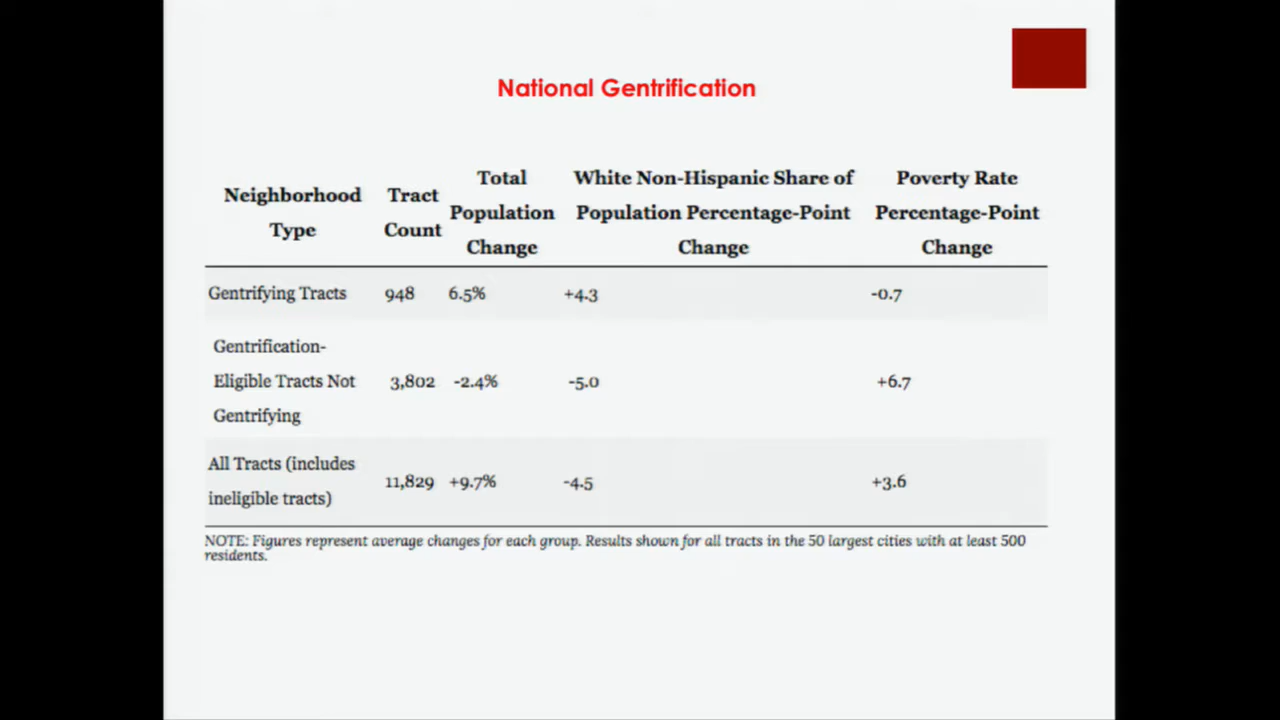 National Gentrification
Neighborhood Type Tract Count Total Population Change White Non-Hispanic Share of Population Percentage-Point Change Poverty Rate Percentage-Point Change
Gentrifying Tracts 948 6.5% +4.3 -0.7
Gentrification-
Eligible Tracts Not
Gentrifying 3,802 -2.4% -5.0 +6.7
All Tracts (includes
ineligible tracts) 11,829 +9.7% -4.5 +3.6
NOTE: Figures represent average changes for each group. Results shown for all tracts in the 50 largest cities with at least 500
residents.